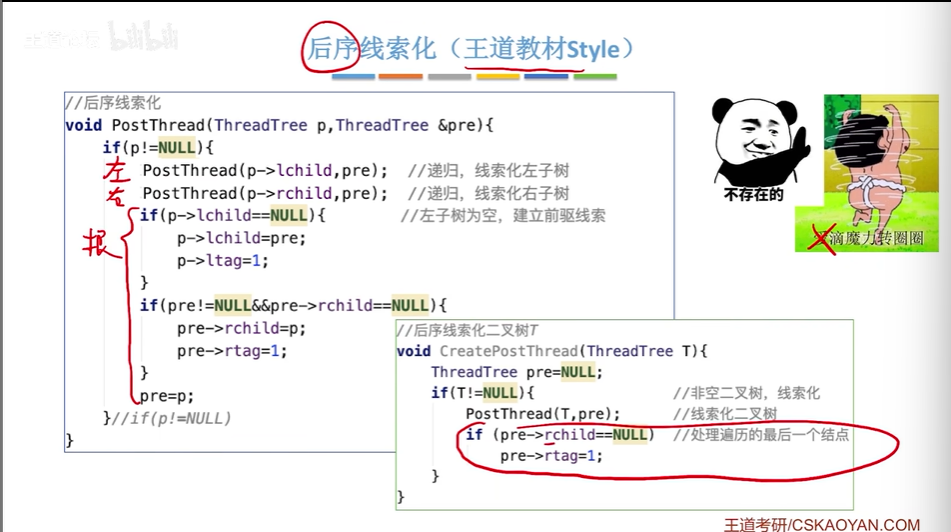 后序线索化（王道教材Style）
//后序线索化
void PostThread(ThreadTree p,ThreadTree &pre){
if(p!=NULL){
左 PostThread(p->lchild,pre); //递归，线索化左子树
右 PostThread(p->rchild,pre); //递归，线索化右子树
if(p->lchild==NULL){ //左子树为空，建立前驱线索
根 p->lchild=pre;
p->ltag=1;
}
if(pre!=NULL&&pre->rchild==NULL){
pre->rchild=p;
pre->rtag=1;
}
pre=p;
}//if(p!=NULL)
}
不存在的
滴魔力转圈圈
//后序线索化二叉树T
void CreatePostThread(ThreadTree T){
ThreadTree pre=NULL;
if(T!=NULL){ //非空二叉树，线索化
PostThread(T,pre); //线索化二叉树
if (pre->rchild==NULL) //处理遍历的最后一个结点
pre->rtag=1;
}
}
王道考研/CSKAOYAN.COM